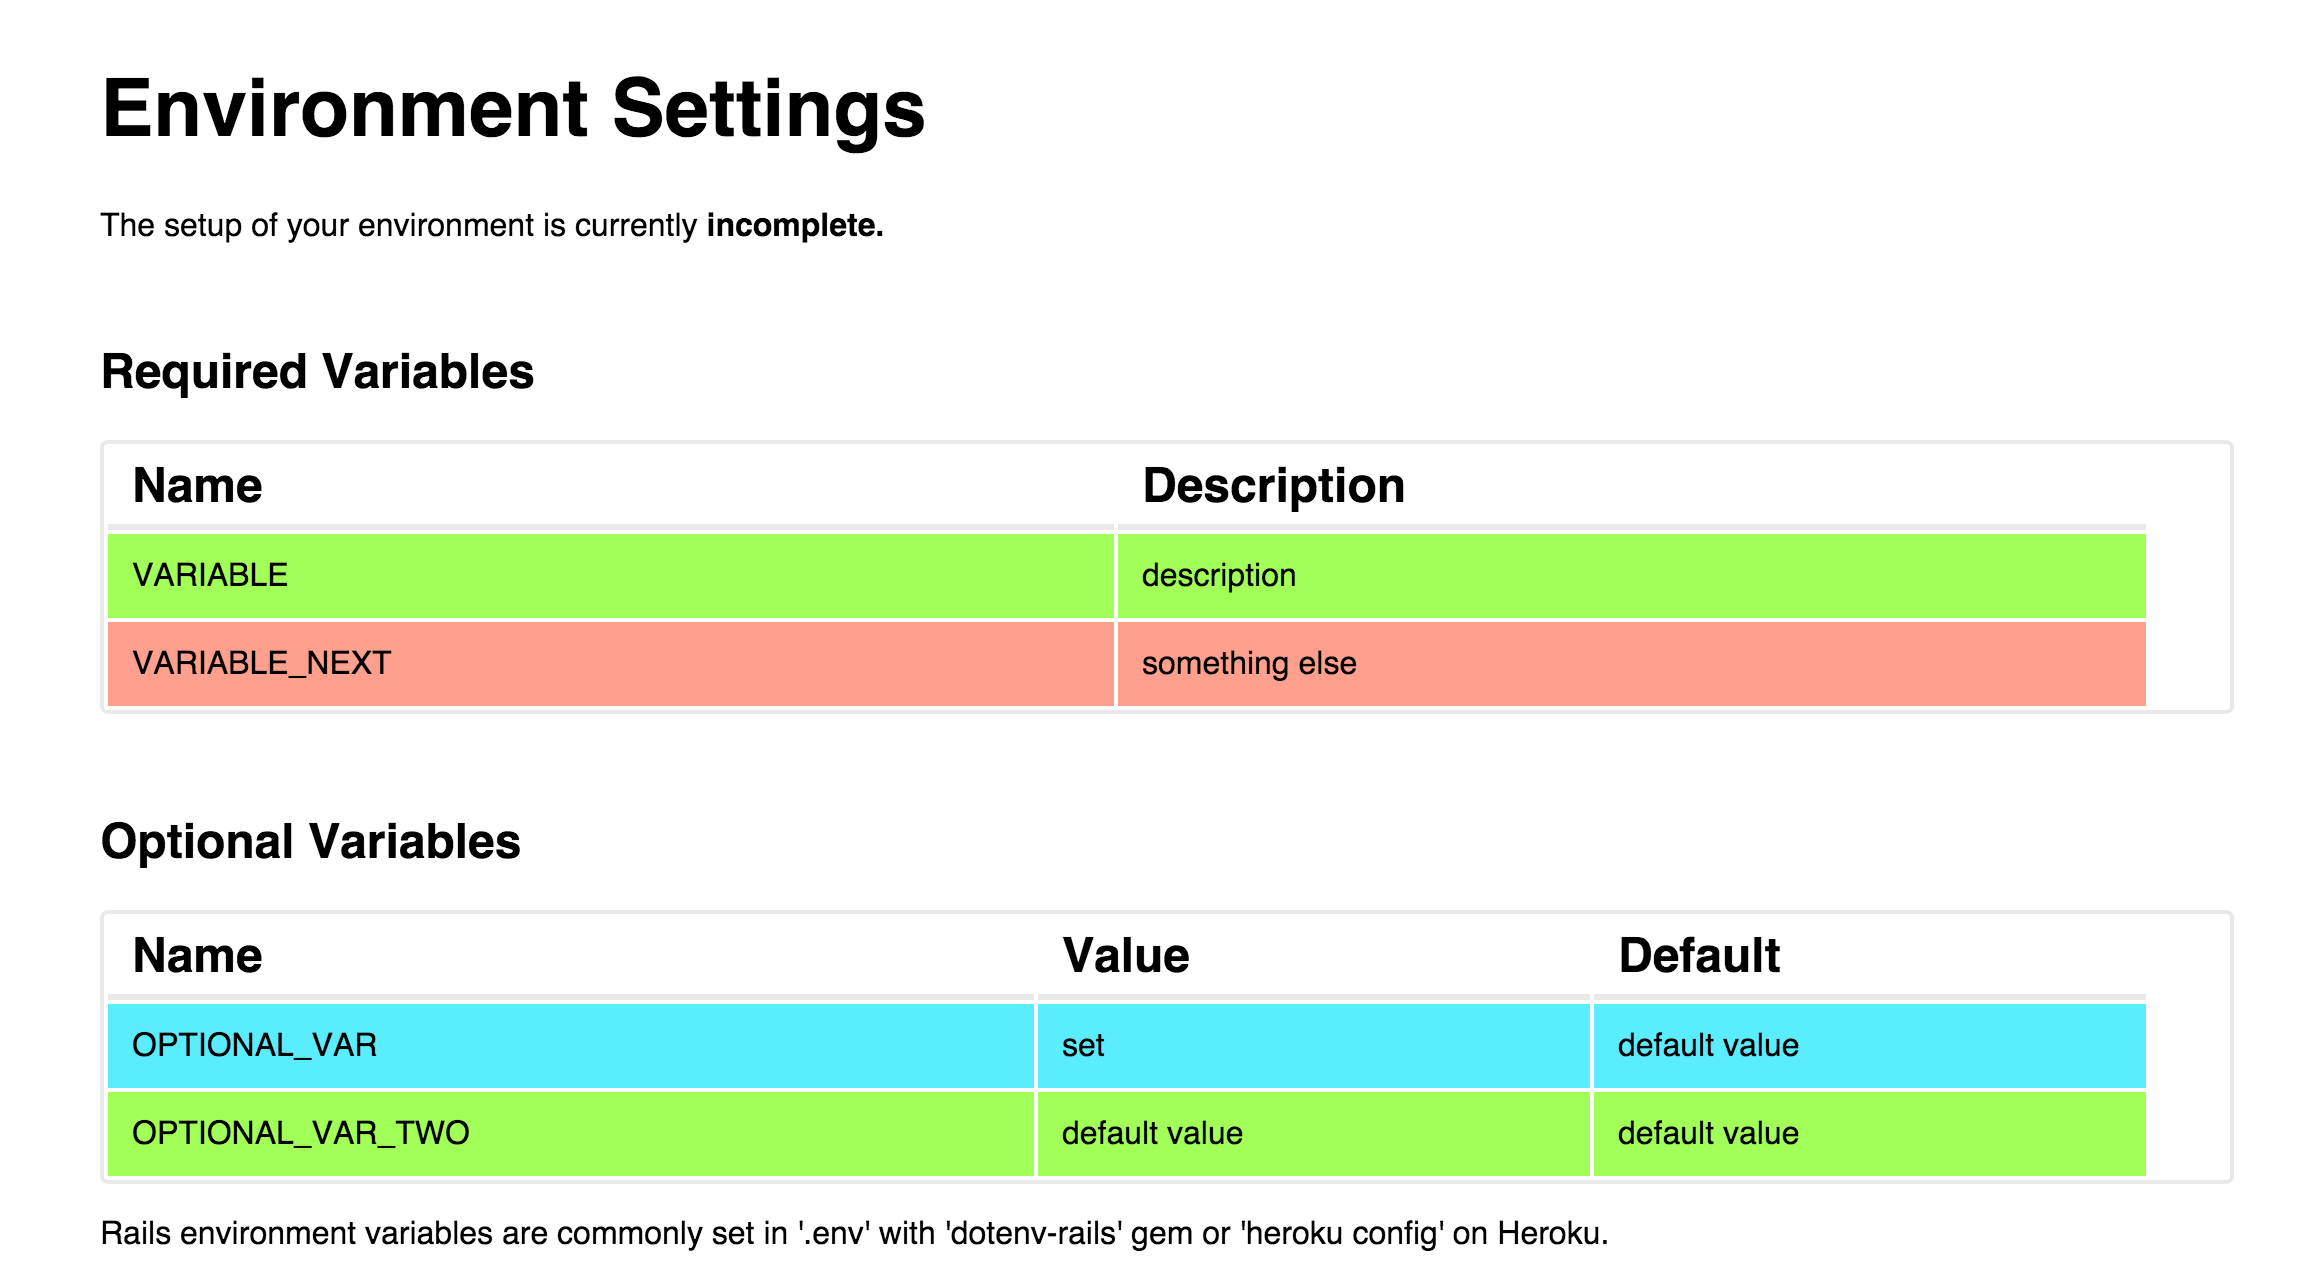 Environment Settings
The setup of your environment is currently incomplete.
Required Variables
Name Description
VARIABLE description
VARIABLE_NEXT something else
Optional Variables
Name Value Default
OPTIONAL_VAR set default value
OPTIONAL_VAR_TWO default value default value
Rails environment variables are commonly set in '.env' with 'dotenv-rails' gem or 'heroku config' on Heroku.